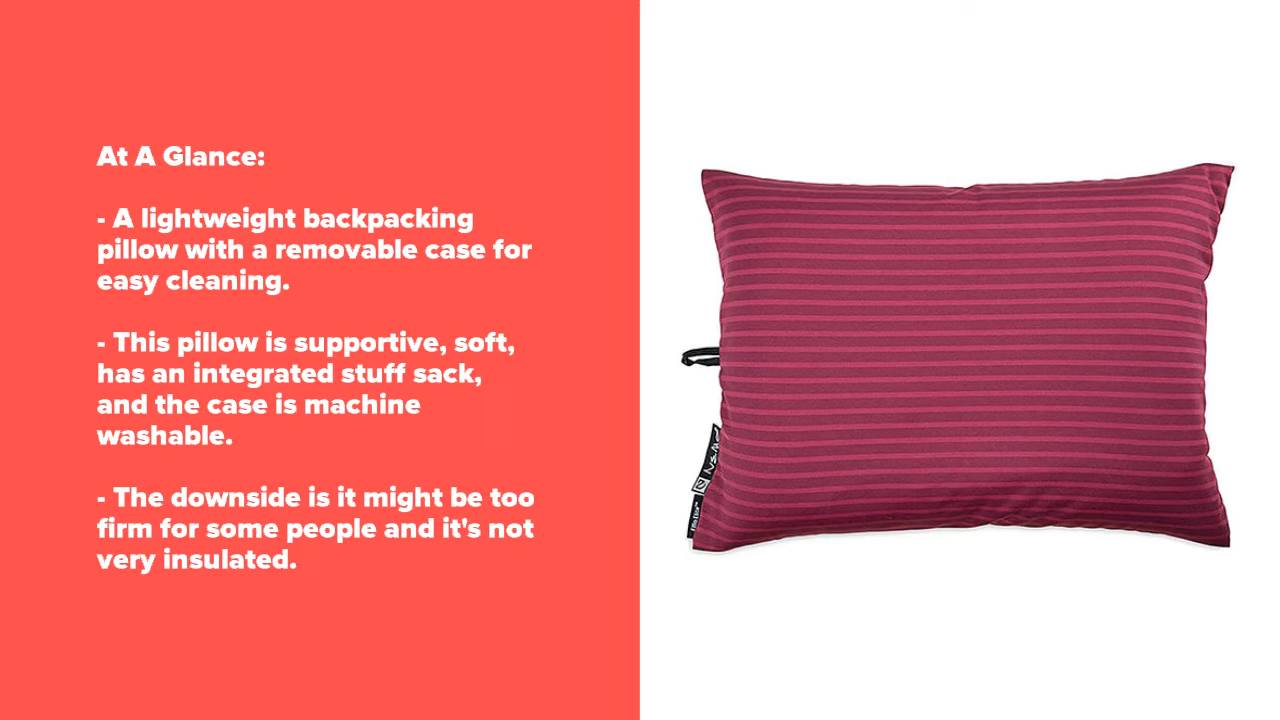 At A Glance:
- A lightweight backpacking
pillow with a removable case for
easy cleaning.
- This pillow is supportive, soft,
has an integrated stuff sack,
and the case is machine
washable.
- The downside is it might be too
firm for some people and it's not
very insulated.
NEMO